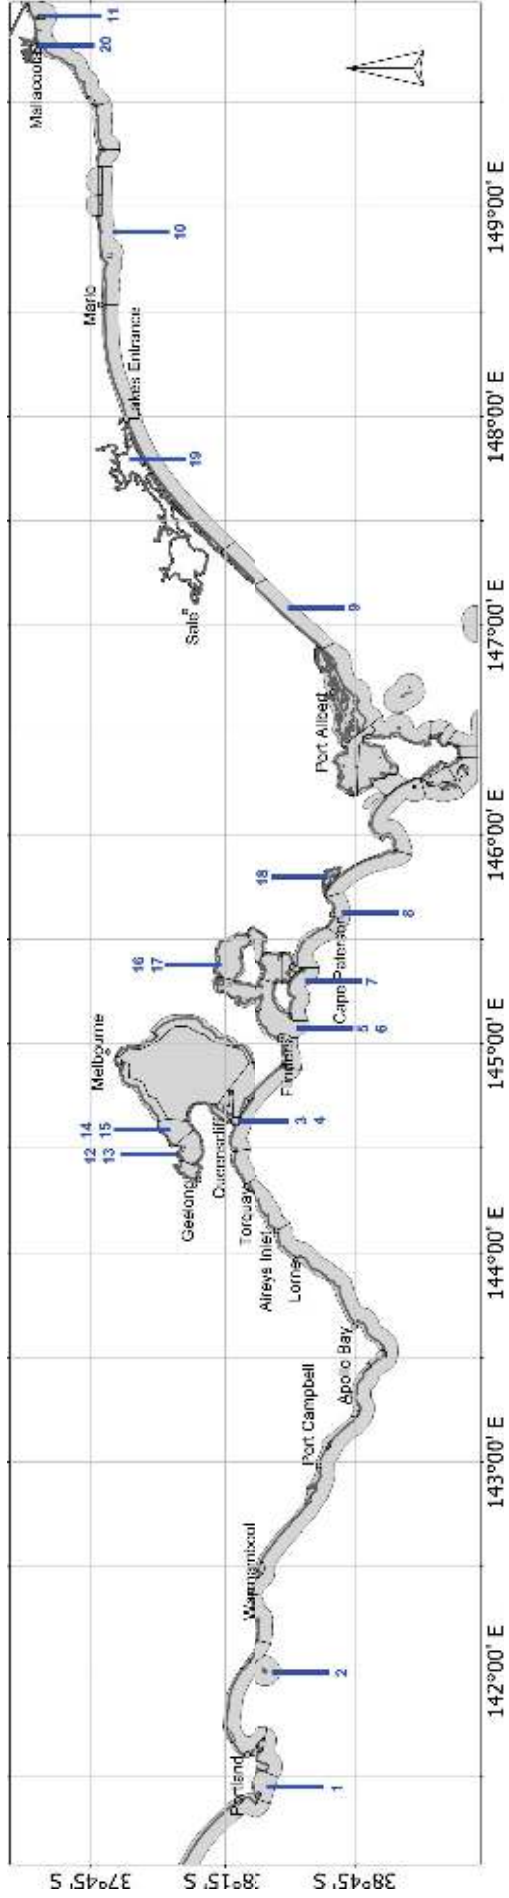 37°45' S
38°15' S
38°45' S
141
142°00' E
143°00' E
144°00' E
145°00' E
146°00' E
147°00' E
148°00' E
149°00' E
Portland
Warrnambool
Port Campbell
Apollo Bay
Lorne
Aireys Inlet
Torquay
Geelong
Queenscliff
Melbourne
Flinders
Cape Paterson
Port Albert
Sale
Lakes Entrance
Marlo
Mallacoota
1
2
3
4
5
6
7
8
9
10
11
12
13
14
15
16
17
18
19
20